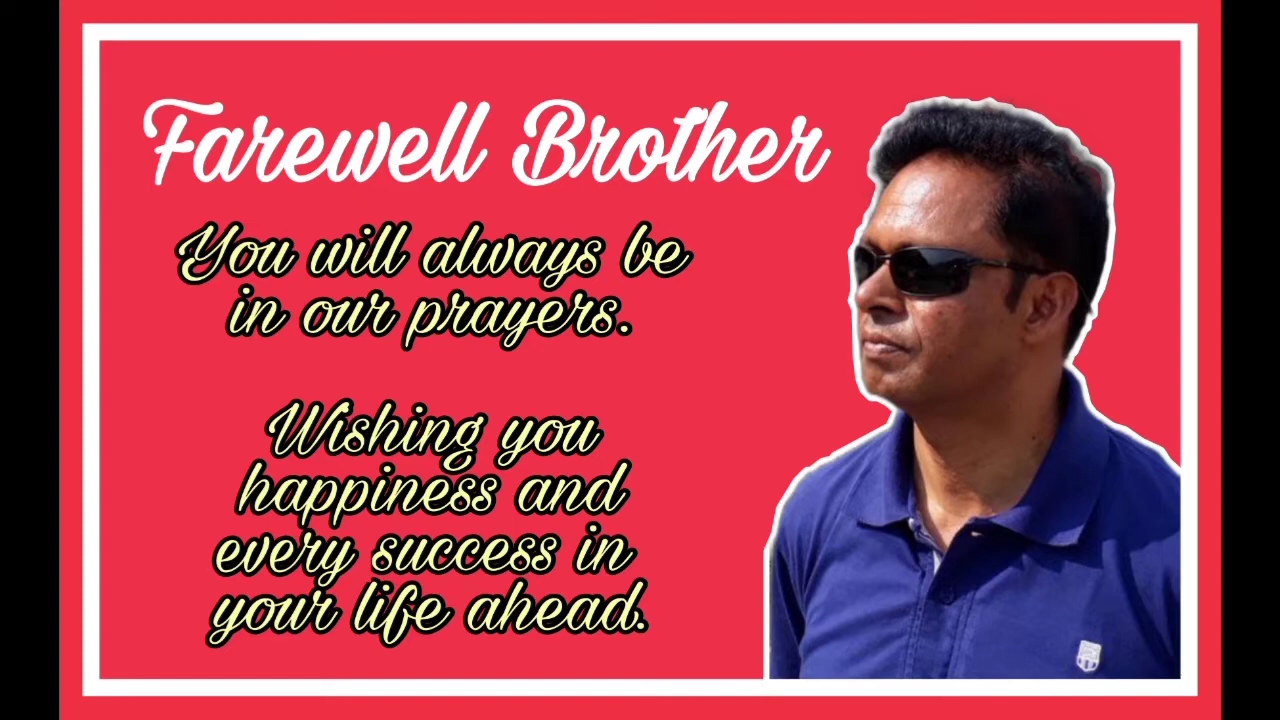 Farewell Brother
You will always be
in our prayers.
Wishing you
happiness and
every success in
your life ahead.